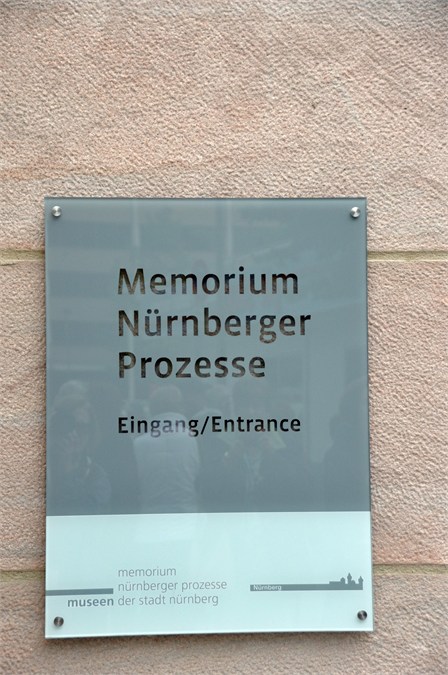 Memorium
Nürnberger
Prozesse
Eingang/Entrance
memorium
nürnberger prozesse
museen der stadt nürnberg
Nürnberg